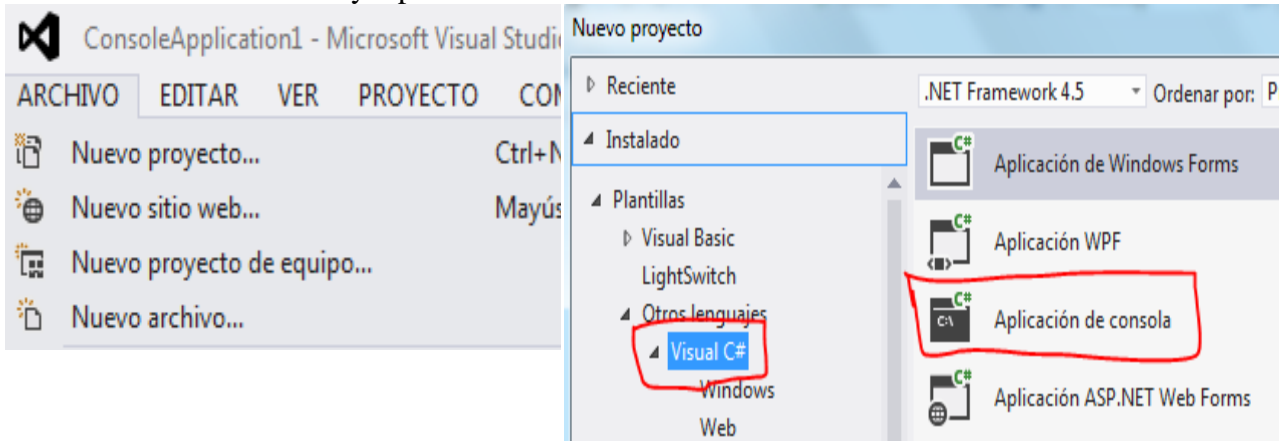 ConsoleApplication1 - Microsoft Visual Studio
ARCHIVO EDITAR VER PROYECTO
Nuevo proyecto... Ctrl+N
Nuevo sitio web... Mayús
Nuevo proyecto de equipo...
Nuevo archivo...
Nuevo proyecto
Reciente
Instalado
Plantillas
Visual Basic
LightSwitch
Otros lenguajes
Visual C#
Windows
Web
.NET Framework 4.5 Ordenar por: P
C# Aplicación de Windows Forms
C# Aplicación WPF
C# C:\ Aplicación de consola
C# Aplicación ASP.NET Web Forms